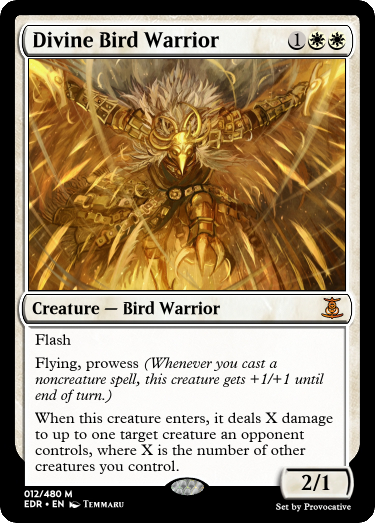 Divine Bird Warrior 1
Creature — Bird Warrior
Flash
Flying, prowess (Whenever you cast a
noncreature spell, this creature gets +1/+1 until
end of turn.)
When this creature enters, it deals X damage
to up to one target creature an opponent
controls, where X is the number of other
creatures you control.
2/1
012/480 M
EDR • EN Temmaru
Set by Provocative